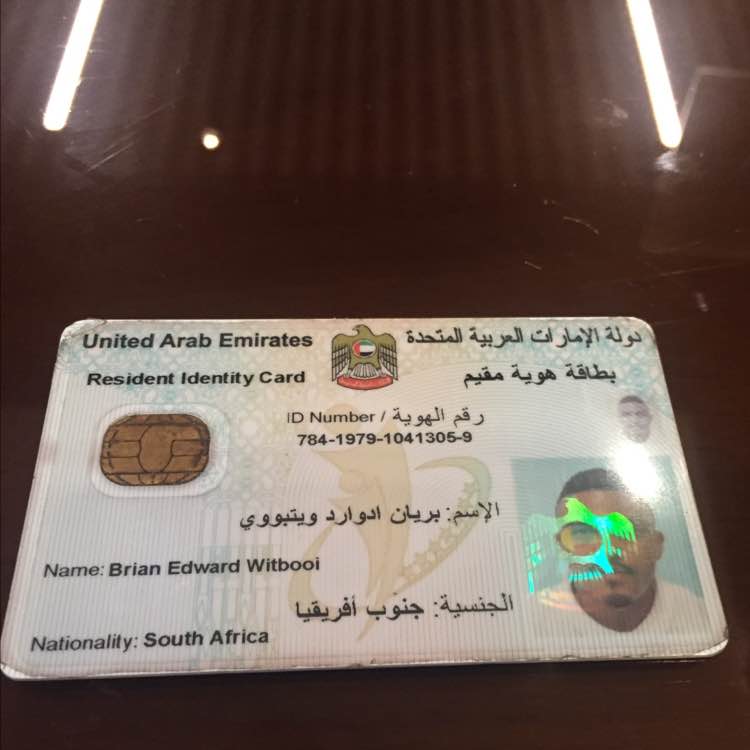 United Arab Emirates دولة الإمارات العربية المتحدة
Resident Identity Card بطاقة هوية مقيم
ID Number / رقم الهوية
784-1979-1041305-9
الإسم: بريان ادوارد ويتبووي
Name: Brian Edward Witbooi
الجنسية: جنوب أفريقيا
Nationality: South Africa